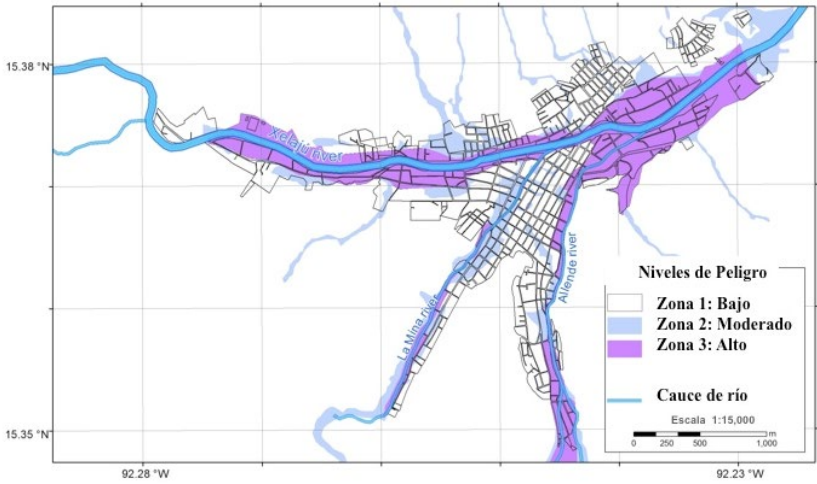 15.38 °N
Xelajú river
Allende river
La Mina river
Niveles de Peligro
Zona 1: Bajo
Zona 2: Moderado
Zona 3: Alto
Cauce de río
Escala 1:15,000
0 250 500 1,000 m
15.35 °N
92.28 °W 92.23 °W